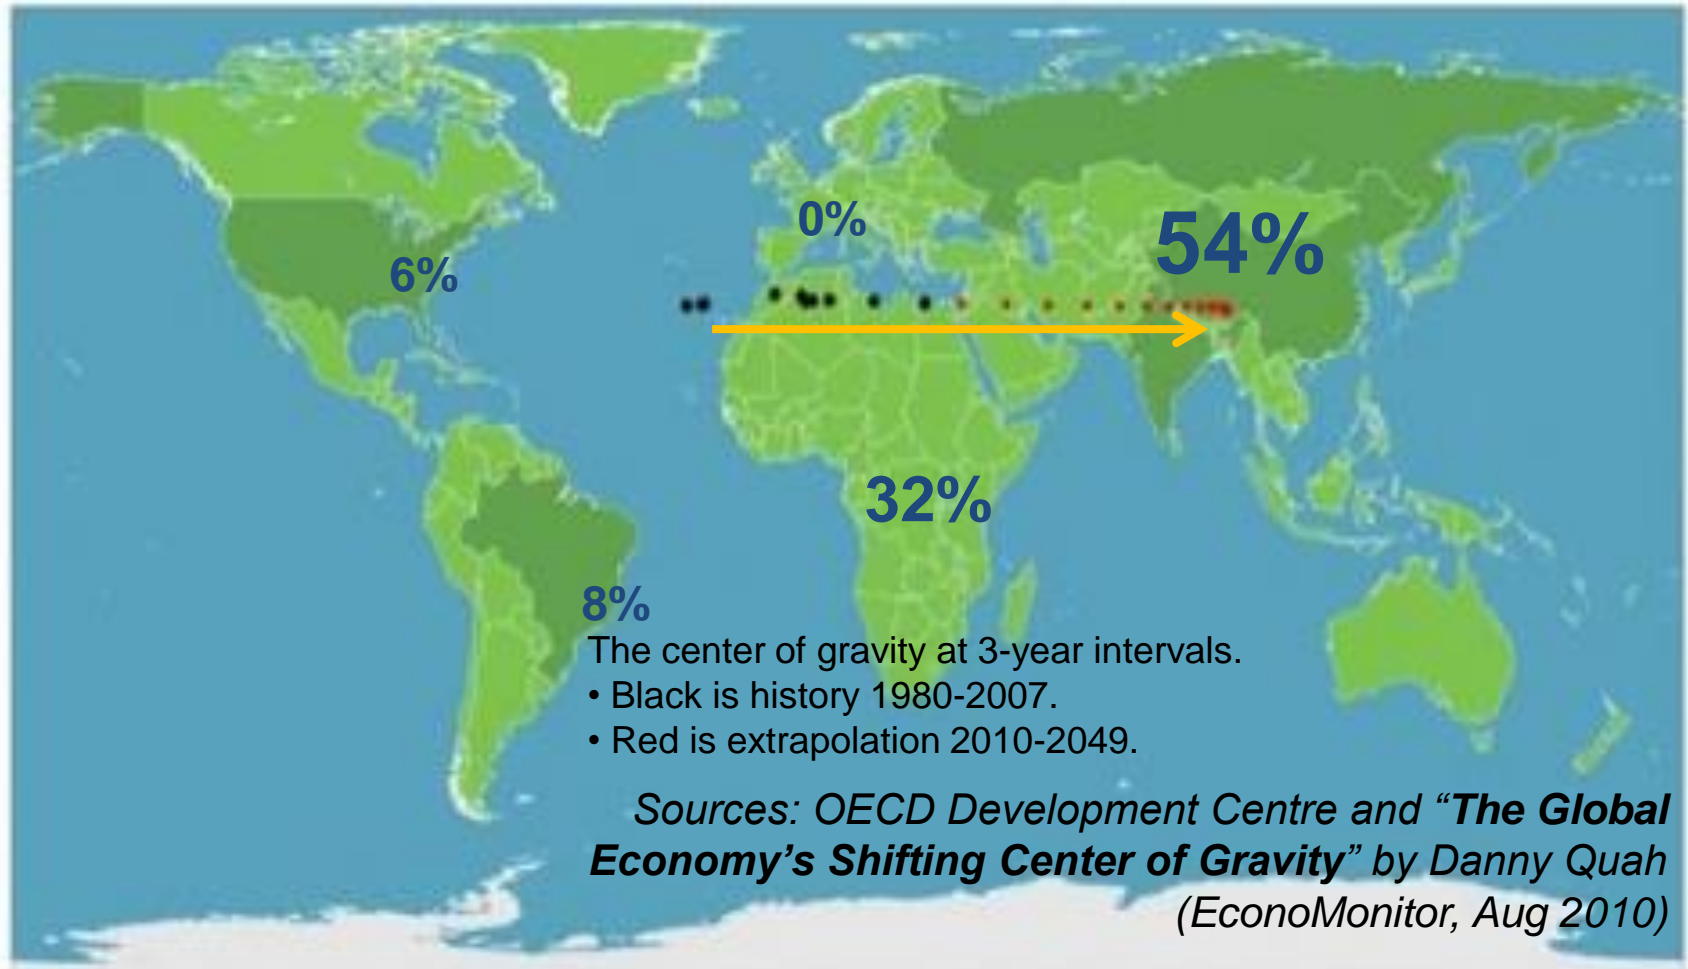 0%
54%
6%
32%
8%
The center of gravity at 3-year intervals.
• Black is history 1980-2007.
• Red is extrapolation 2010-2049.
Sources: OECD Development Centre and “The Global
Economy’s Shifting Center of Gravity” by Danny Quah
(EconoMonitor, Aug 2010)